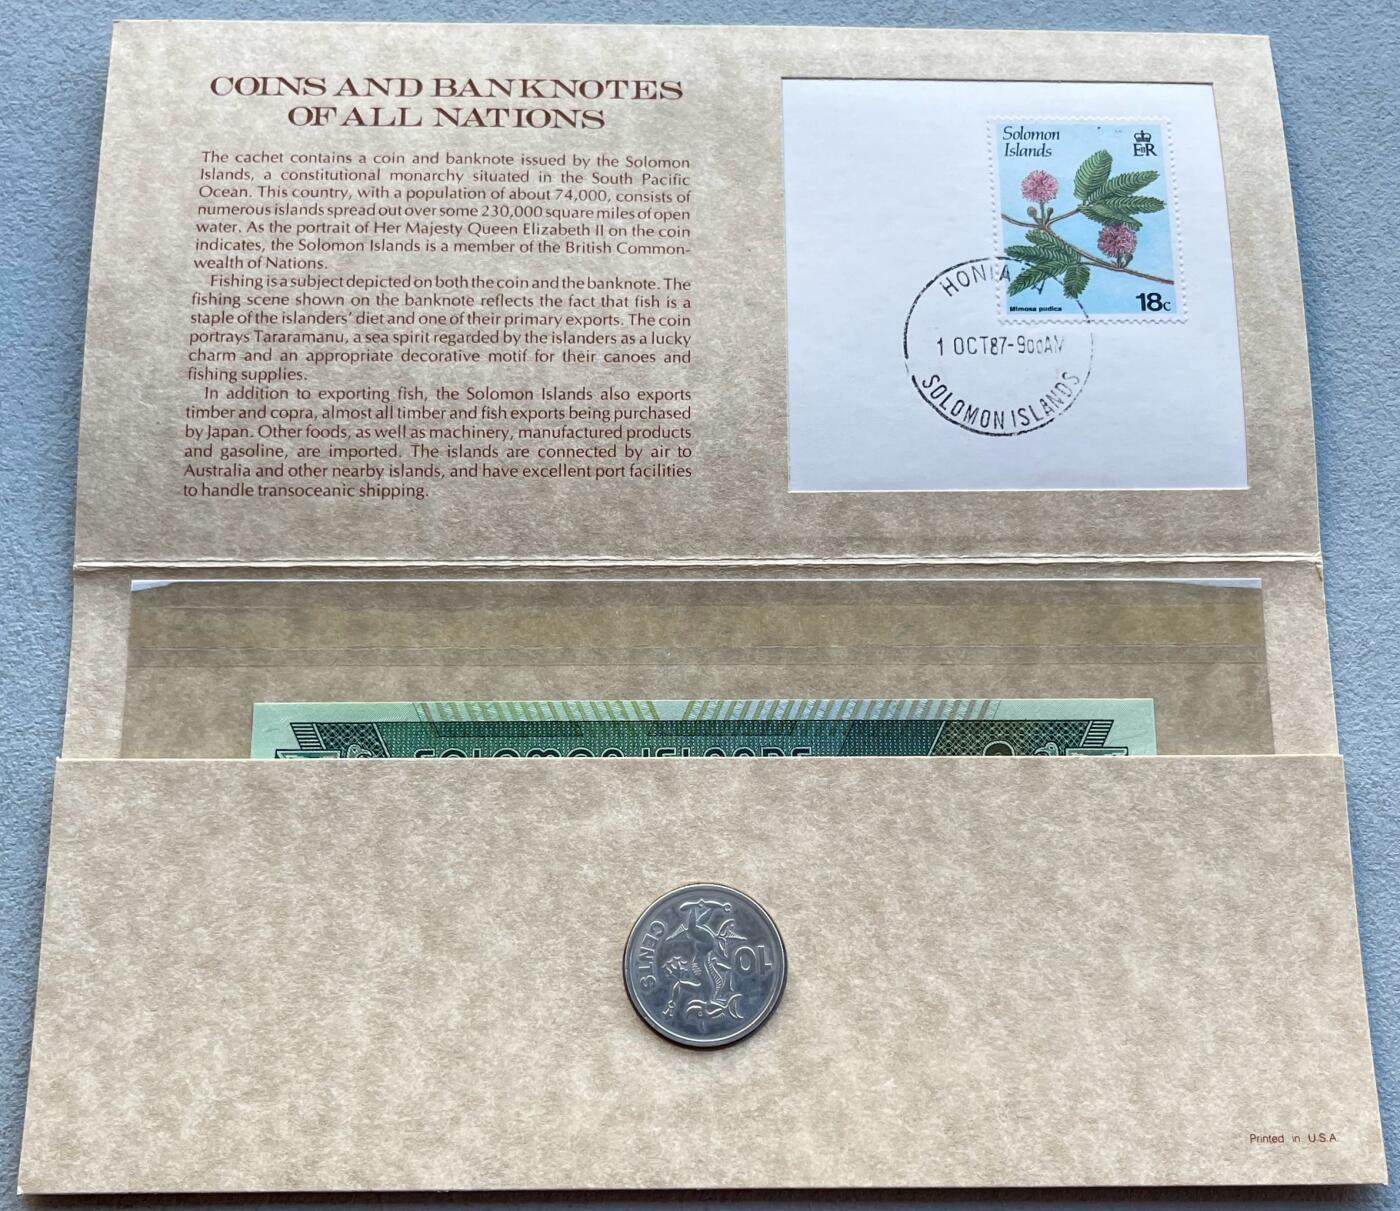 COINS AND BANKNOTES
OF ALL NATIONS
The cachet contains a coin and banknote issued by the Solomon
Islands, a constitutional monarchy situated in the South Pacific
Ocean. This country, with a population of about 74,000, consists of
numerous islands spread out over some 230,000 square miles of open
water. As the portrait of Her Majesty Queen Elizabeth II on the coin
indicates, the Solomon Islands is a member of the British Common-
wealth of Nations.
Fishing is a subject depicted on both the coin and the banknote. The
fishing scene shown on the banknote reflects the fact that fish is a
staple of the islanders' diet and one of their primary exports. The coin
portrays Tararamanu, a sea spirit regarded by the islanders as a lucky
charm and an appropriate decorative motif for their canoes and
fishing supplies.
In addition to exporting fish, the Solomon Islands also exports
timber and copra, almost all timber and fish exports being purchased
by Japan. Other foods, as well as machinery, manufactured products
and gasoline, are imported. The islands are connected by air to
Australia and other nearby islands, and have excellent port facilities
to handle transoceanic shipping.
Solomon
Islands
EIIR
Mimosa pudica
18c
HONIA
1 OCT87-900AM
SOLOMON ISLANDS
SOLOMON ISLANDS
10
CENTS
Printed in U.S.A.